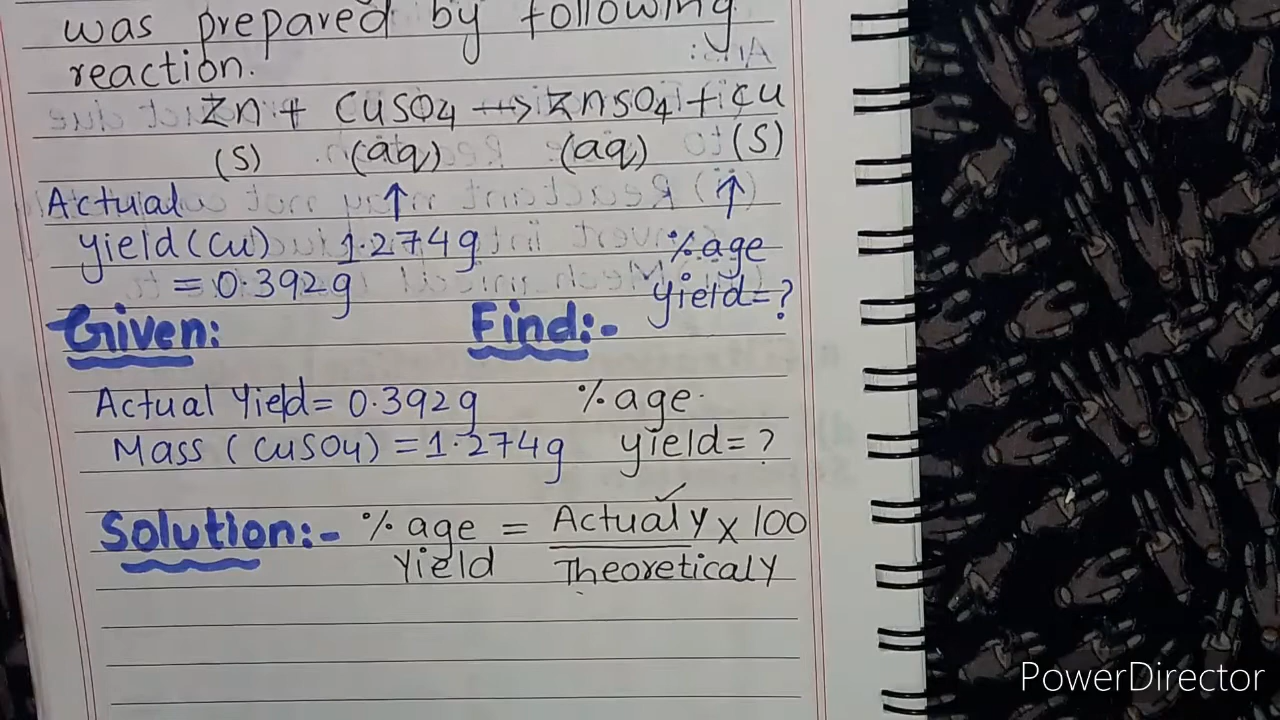 was prepared by following
reaction.
Zn + CuSO4 → ZnSO4 + Cu
(S) (aq) (aq) (S)
Actual ↑ ↑
yield (Cu) 1.274g %age
= 0.392g yield = ?
Given: Find:-
Actual Yield = 0.392g %age.
Mass (CuSO4) = 1.274g yield = ?
Solution:- %age = Actual y x 100
Yield Theoretical y
PowerDirector